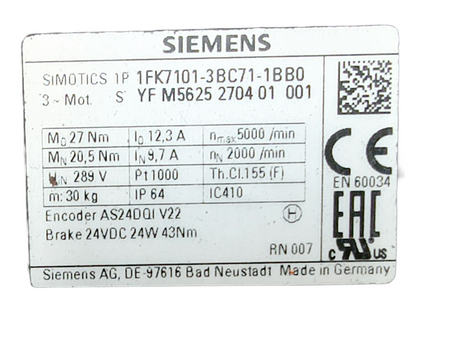 SIEMENS
SIMOTICS 1P 1FK7101-3BC71-1BB0
3 ~ Mot. S YF M5625 2704 01 001
M0 27 Nm I0 12,3 A nmax 5000 /min
MN 20,5 Nm IN 9,7 A nN 2000 /min
UIN 289 V Pt1000 Th.Cl.155 (F)
m: 30 kg IP 64 IC410
Encoder AS24DQI V22 H
Brake 24VDC 24W 43Nm
RN 007
CE
EN 60034
EAC
c RU us
Siemens AG, DE-97616 Bad Neustadt Made in Germany